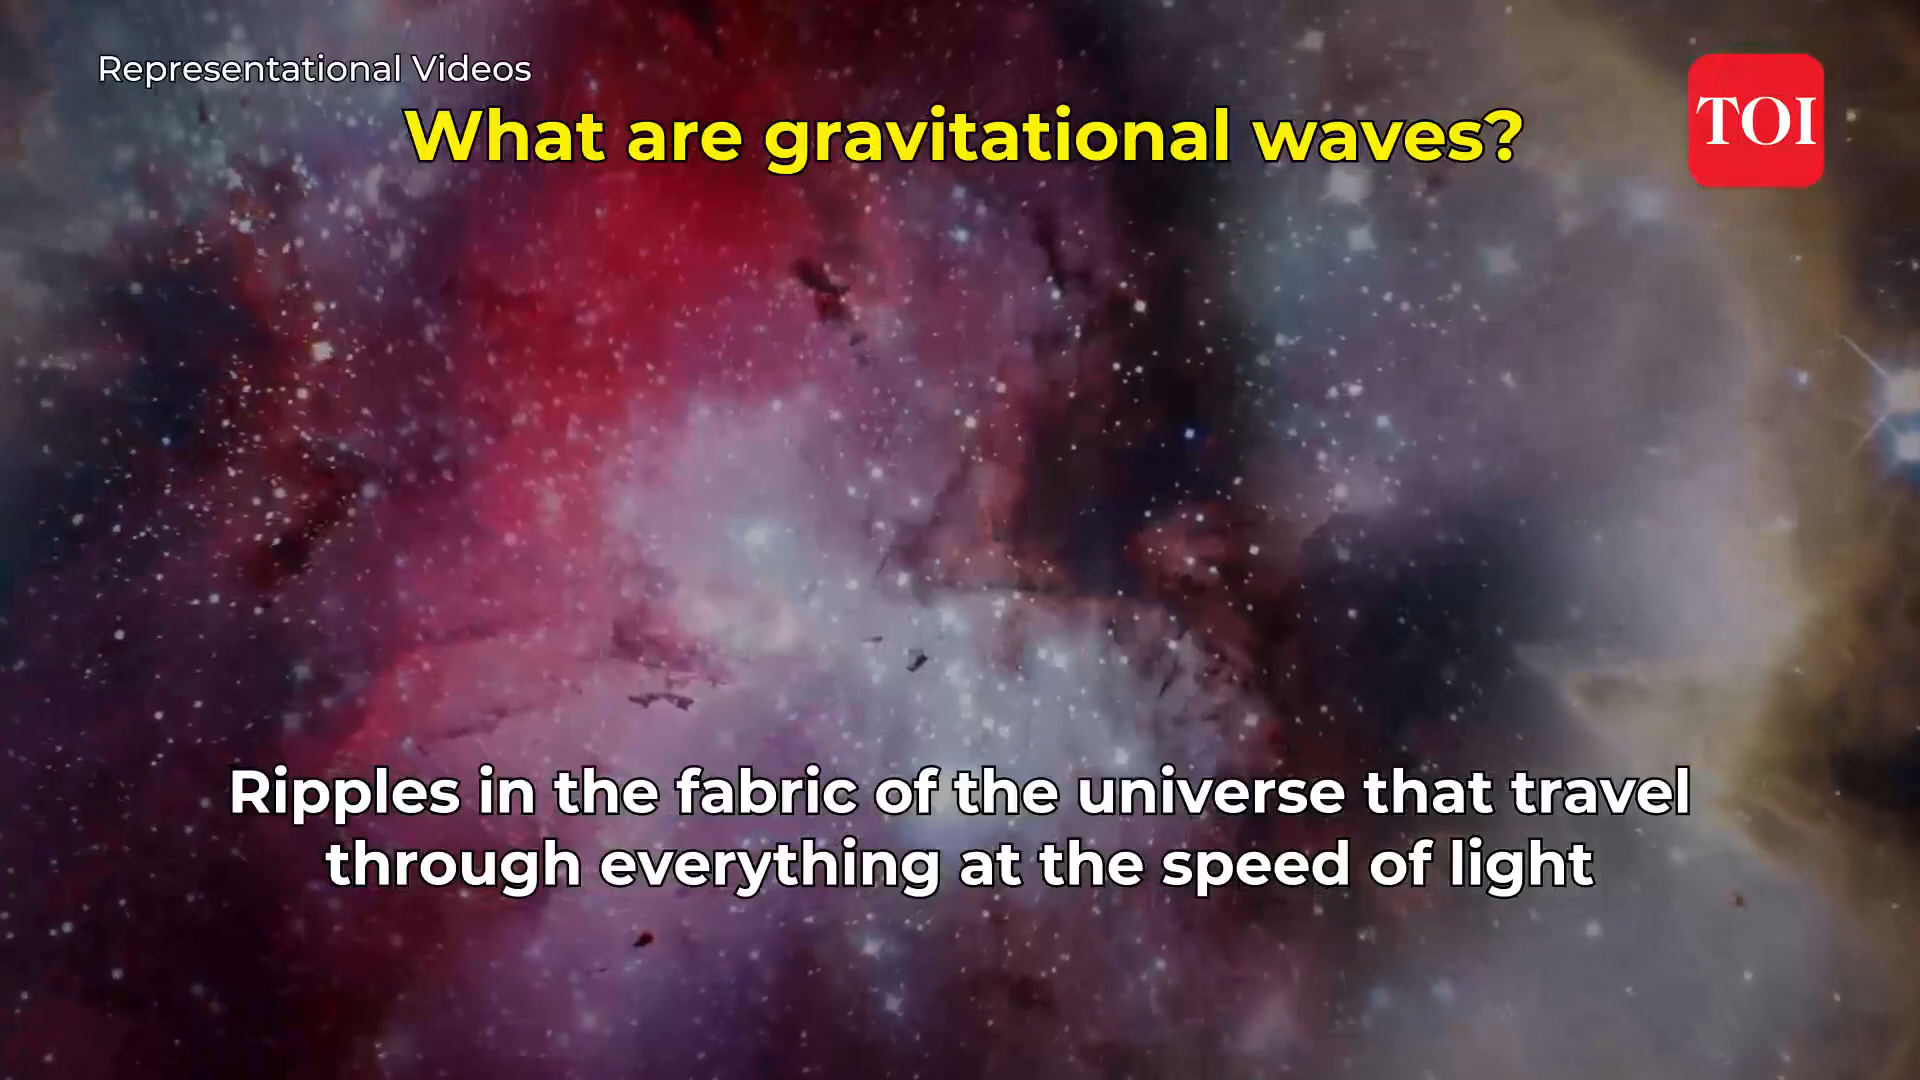 Representational Videos
What are gravitational waves?
TOI
Ripples in the fabric of the universe that travel
through everything at the speed of light